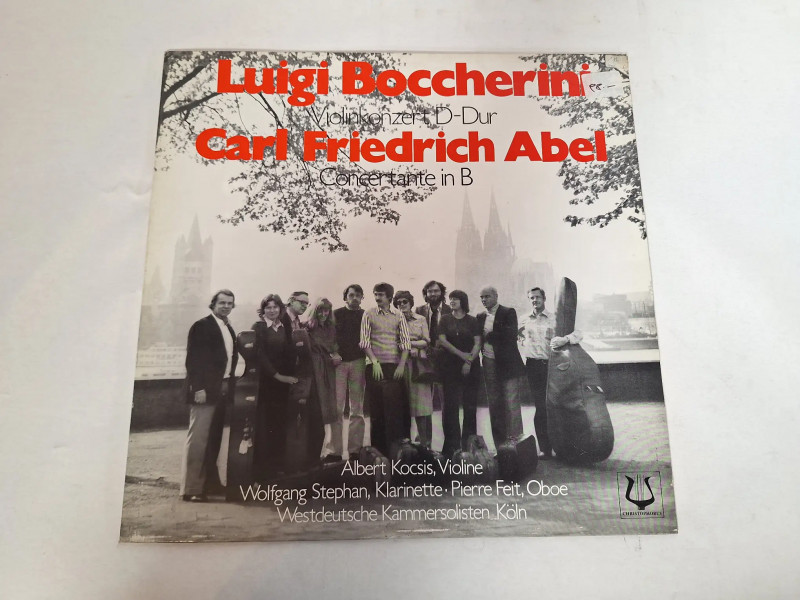 Luigi Boccherini
Violinkonzert D-Dur
Carl Friedrich Abel
Concertante in B
Albert Kocsis, Violine
Wolfgang Stephan, Klarinette · Pierre Feit, Oboe
Westdeutsche Kammersolisten, Köln
CHRISTOPHORUS